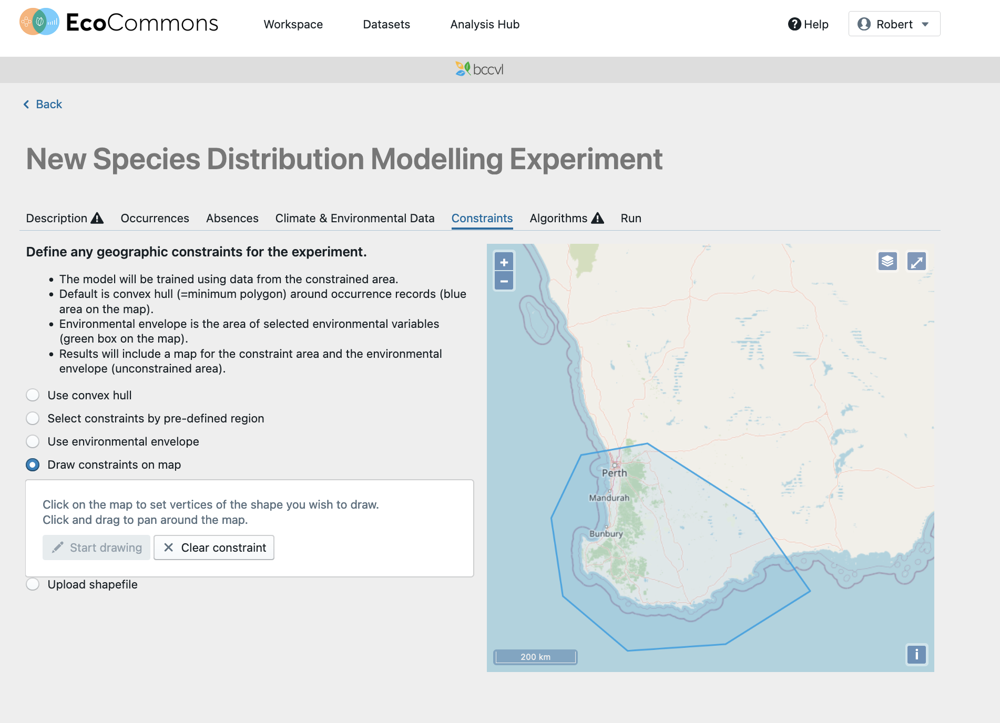 EcoCommons
Workspace
Datasets
Analysis Hub
Help
Robert
bccvl
Back
New Species Distribution Modelling Experiment
Description
Occurrences
Absences
Climate & Environmental Data
Constraints
Algorithms
Run
Define any geographic constraints for the experiment.
• The model will be trained using data from the constrained area.
• Default is convex hull (=minimum polygon) around occurrence records (blue
area on the map).
• Environmental envelope is the area of selected environmental variables
(green box on the map).
• Results will include a map for the constraint area and the environmental
envelope (unconstrained area).
Use convex hull
Select constraints by pre-defined region
Use environmental envelope
Draw constraints on map
Click on the map to set vertices of the shape you wish to draw.
Click and drag to pan around the map.
Start drawing
Clear constraint
Upload shapefile
+
−
Perth
Mandurah
Bunbury
200 km
i